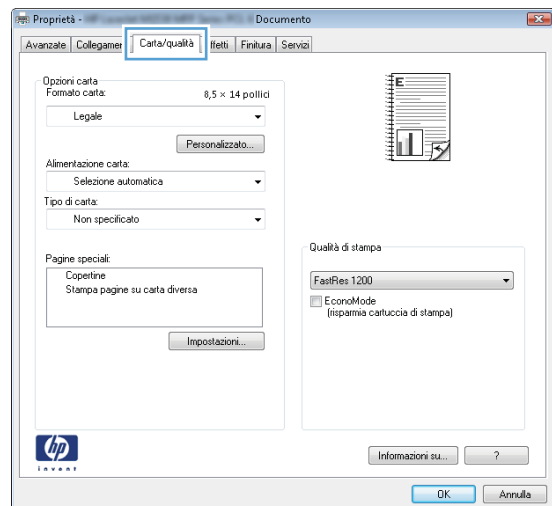 Proprietà - Documento
Avanzate
Carta/qualità
Finitura
Servizi
Opzioni carta
Formato carta:
8,5 × 14 pollici
Legale
Personalizzato...
Alimentazione carta:
Selezione automatica
Tipo di carta:
Non specificato
Pagine speciali:
Copertine
Stampa pagine su carta diversa
Impostazioni...
E
Qualità di stampa
FastRes 1200
EconoMode
(risparmia cartuccia di stampa)
hp
invent
Informazioni su...
?
OK
Annulla